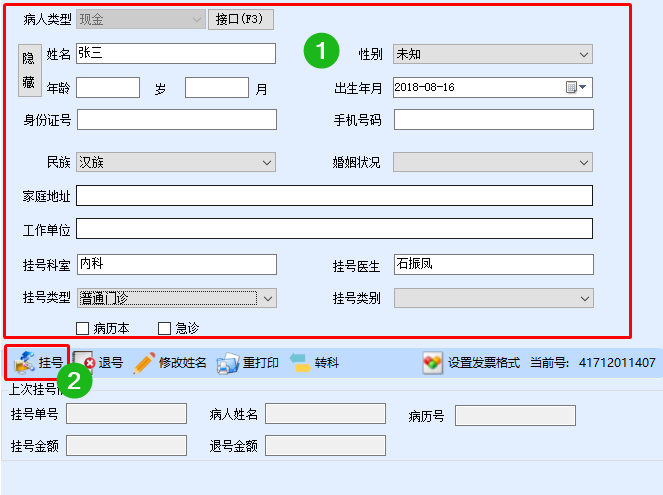 病人类型 现金 接口(F3)
1
隐藏 姓名 张三 性别 未知
年龄 岁 月 出生年月 2018-08-16
身份证号 手机号码
民族 汉族 婚姻状况
家庭地址
工作单位
挂号科室 内科 挂号医生 石振凤
挂号类型 普通门诊 挂号类别
病历本 急诊
挂号 退号 修改姓名 重打印 转科 设置发票格式 当前号: 41712011407
2
上次挂号
挂号单号 病人姓名 病历号
挂号金额 退号金额